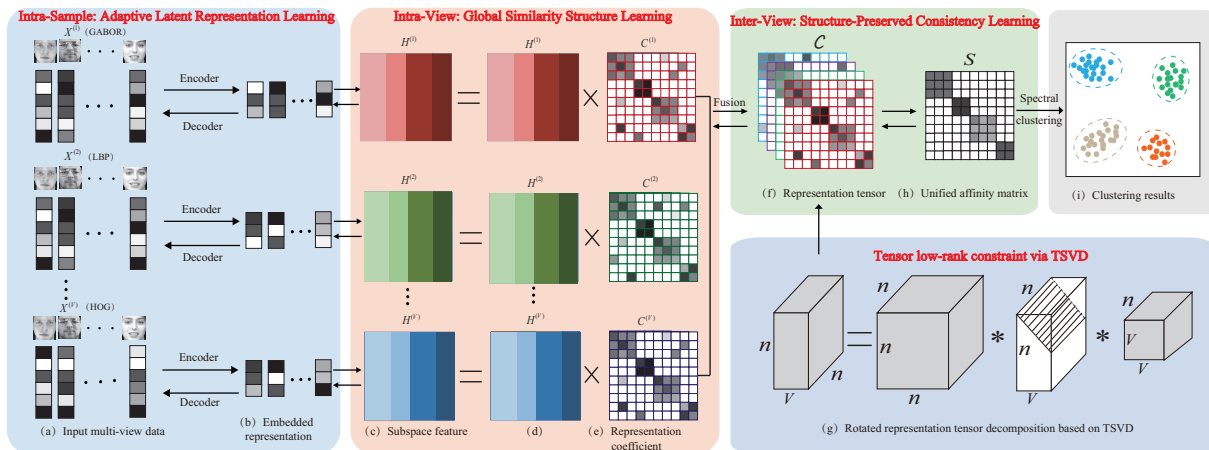 Intra-Sample: Adaptive Latent Representation Learning
X(1) (GABOR)
Encoder
Decoder
X(2) (LBP)
Encoder
Decoder
X(V) (HOG)
Encoder
Decoder
(a) Input multi-view data
(b) Embedded
representation
Intra-View: Global Similarity Structure Learning
H(1)
H(1)
C(1)
=
×
H(2)
H(2)
C(2)
=
×
H(V)
H(V)
C(V)
=
×
(c) Subspace feature
(d)
(e) Representation
coefficient
Inter-View: Structure-Preserved Consistency Learning
C
S
Fusion
Spectral
clustering
(f) Representation tensor
(h) Unified affinity matrix
(i) Clustering results
Tensor low-rank constraint via TSVD
n
n
V
=
n
n
n
*
n
V
*
n
V
V
(g) Rotated representation tensor decomposition based on TSVD